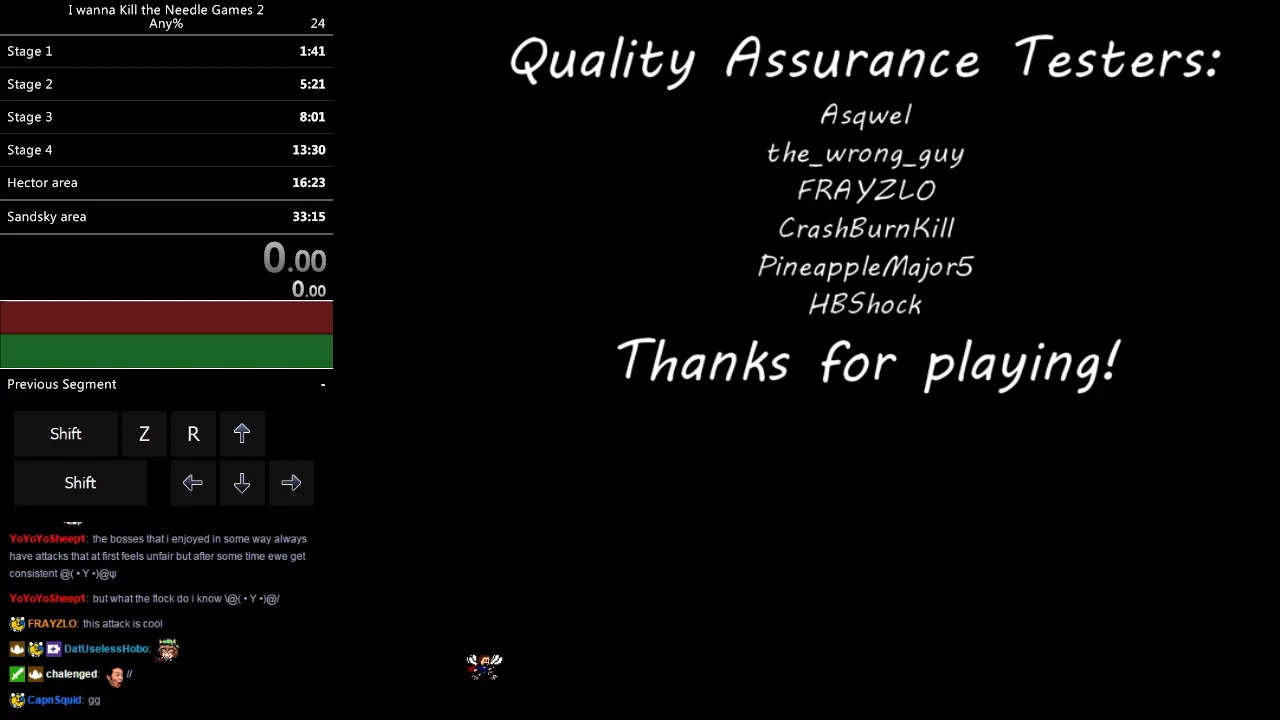 I wanna Kill the Needle Games 2
Any% 24
Stage 1 1:41
Stage 2 5:21
Stage 3 8:01
Stage 4 13:30
Hector area 16:23
Sandsky area 33:15
0.00
0.00
Previous Segment -
Shift Z R ↑
Shift ← ↓ →
YoYoYoSheep1: the bosses that i enjoyed in some way always
have attacks that at first feels unfair but after some time ewe get
consistent @( • Y •)@ψ
YoYoYoSheep1: but what the flock do i know \@( • Y •)@/
FRAYZLO: this attack is cool
DatUselessHobo:
chalenged: //
CapnSquid: gg
Quality Assurance Testers:
Asqwel
the_wrong_guy
FRAYZLO
CrashBurnKill
PineappleMajor5
HBShock
Thanks for playing!